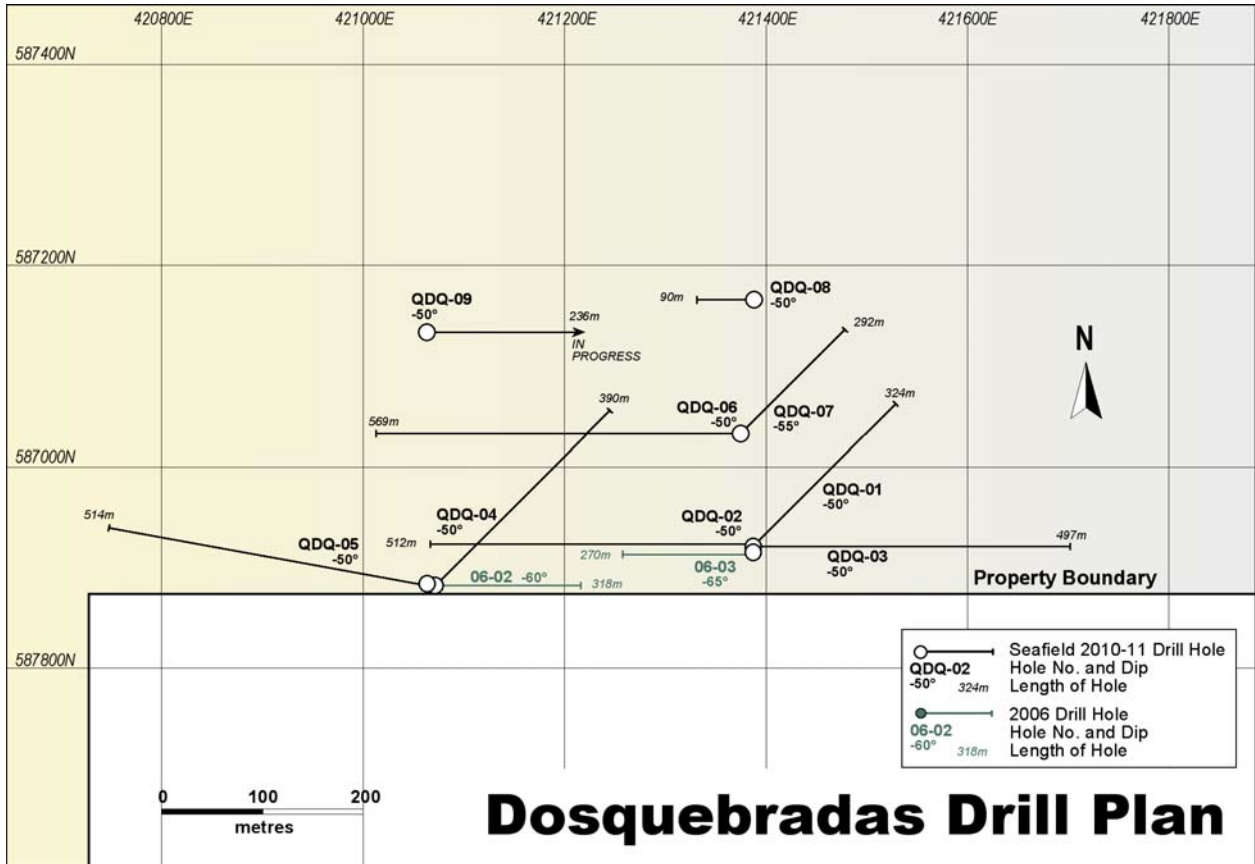 420800E 421000E 421200E 421400E 421600E 421800E
587400N
587200N
QDQ-09
-50°
236m
IN
PROGRESS
90m
QDQ-08
-50°
292m
N
390m
324m
569m
QDQ-06
-50°
QDQ-07
-55°
587000N
QDQ-01
-50°
514m
QDQ-04
-50°
512m
QDQ-02
-50°
497m
QDQ-05
-50°
270m
06-03
-65°
QDQ-03
-50°
06-02 -60°
318m
Property Boundary
587800N
Seafield 2010-11 Drill Hole
QDQ-02 Hole No. and Dip
-50° 324m Length of Hole
2006 Drill Hole
06-02 Hole No. and Dip
-60° 318m Length of Hole
0 100 200
metres
Dosquebradas Drill Plan